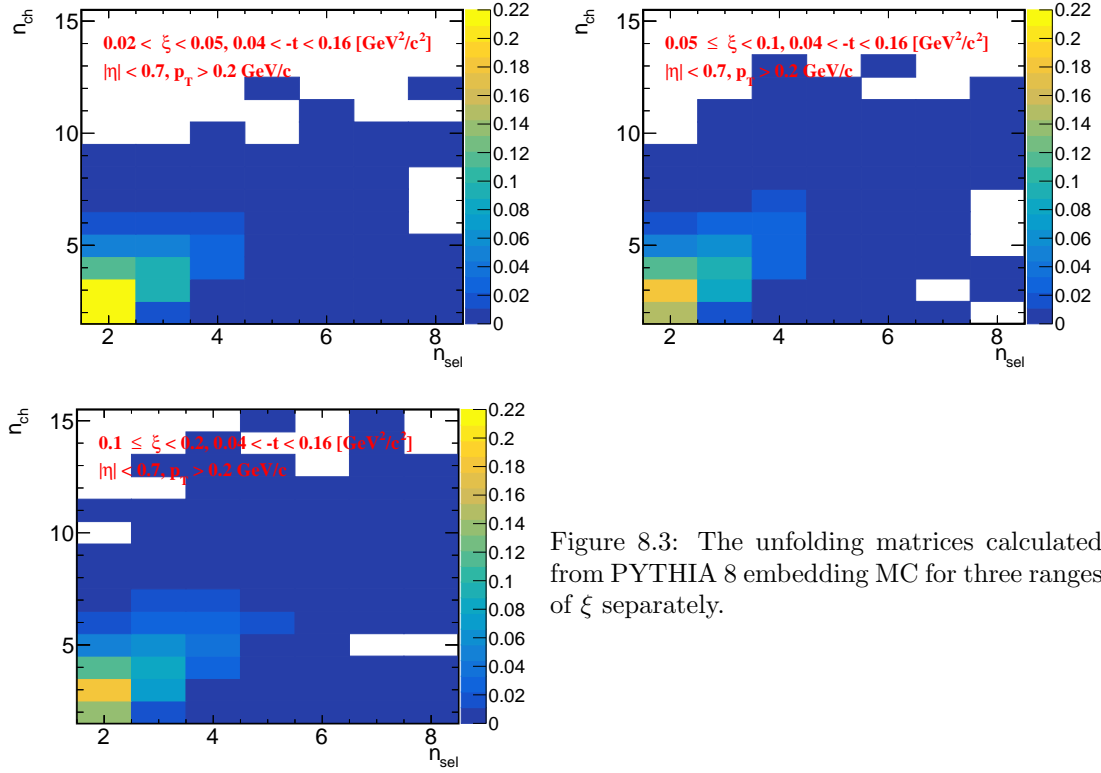 n_ch
15
10
5
0.02 < ξ < 0.05, 0.04 < -t < 0.16 [GeV²/c²]
|η| < 0.7, p_T > 0.2 GeV/c
2 4 6 8
n_sel
0.22
0.2
0.18
0.16
0.14
0.12
0.1
0.08
0.06
0.04
0.02
0
n_ch
15
10
5
0.05 ≤ ξ < 0.1, 0.04 < -t < 0.16 [GeV²/c²]
|η| < 0.7, p_T > 0.2 GeV/c
2 4 6 8
n_sel
0.22
0.2
0.18
0.16
0.14
0.12
0.1
0.08
0.06
0.04
0.02
0
n_ch
15
10
5
0.1 ≤ ξ < 0.2, 0.04 < -t < 0.16 [GeV²/c²]
|η| < 0.7, p_T > 0.2 GeV/c
2 4 6 8
n_sel
0.22
0.2
0.18
0.16
0.14
0.12
0.1
0.08
0.06
0.04
0.02
0
Figure 8.3: The unfolding matrices calculated
from PYTHIA 8 embedding MC for three ranges
of ξ separately.